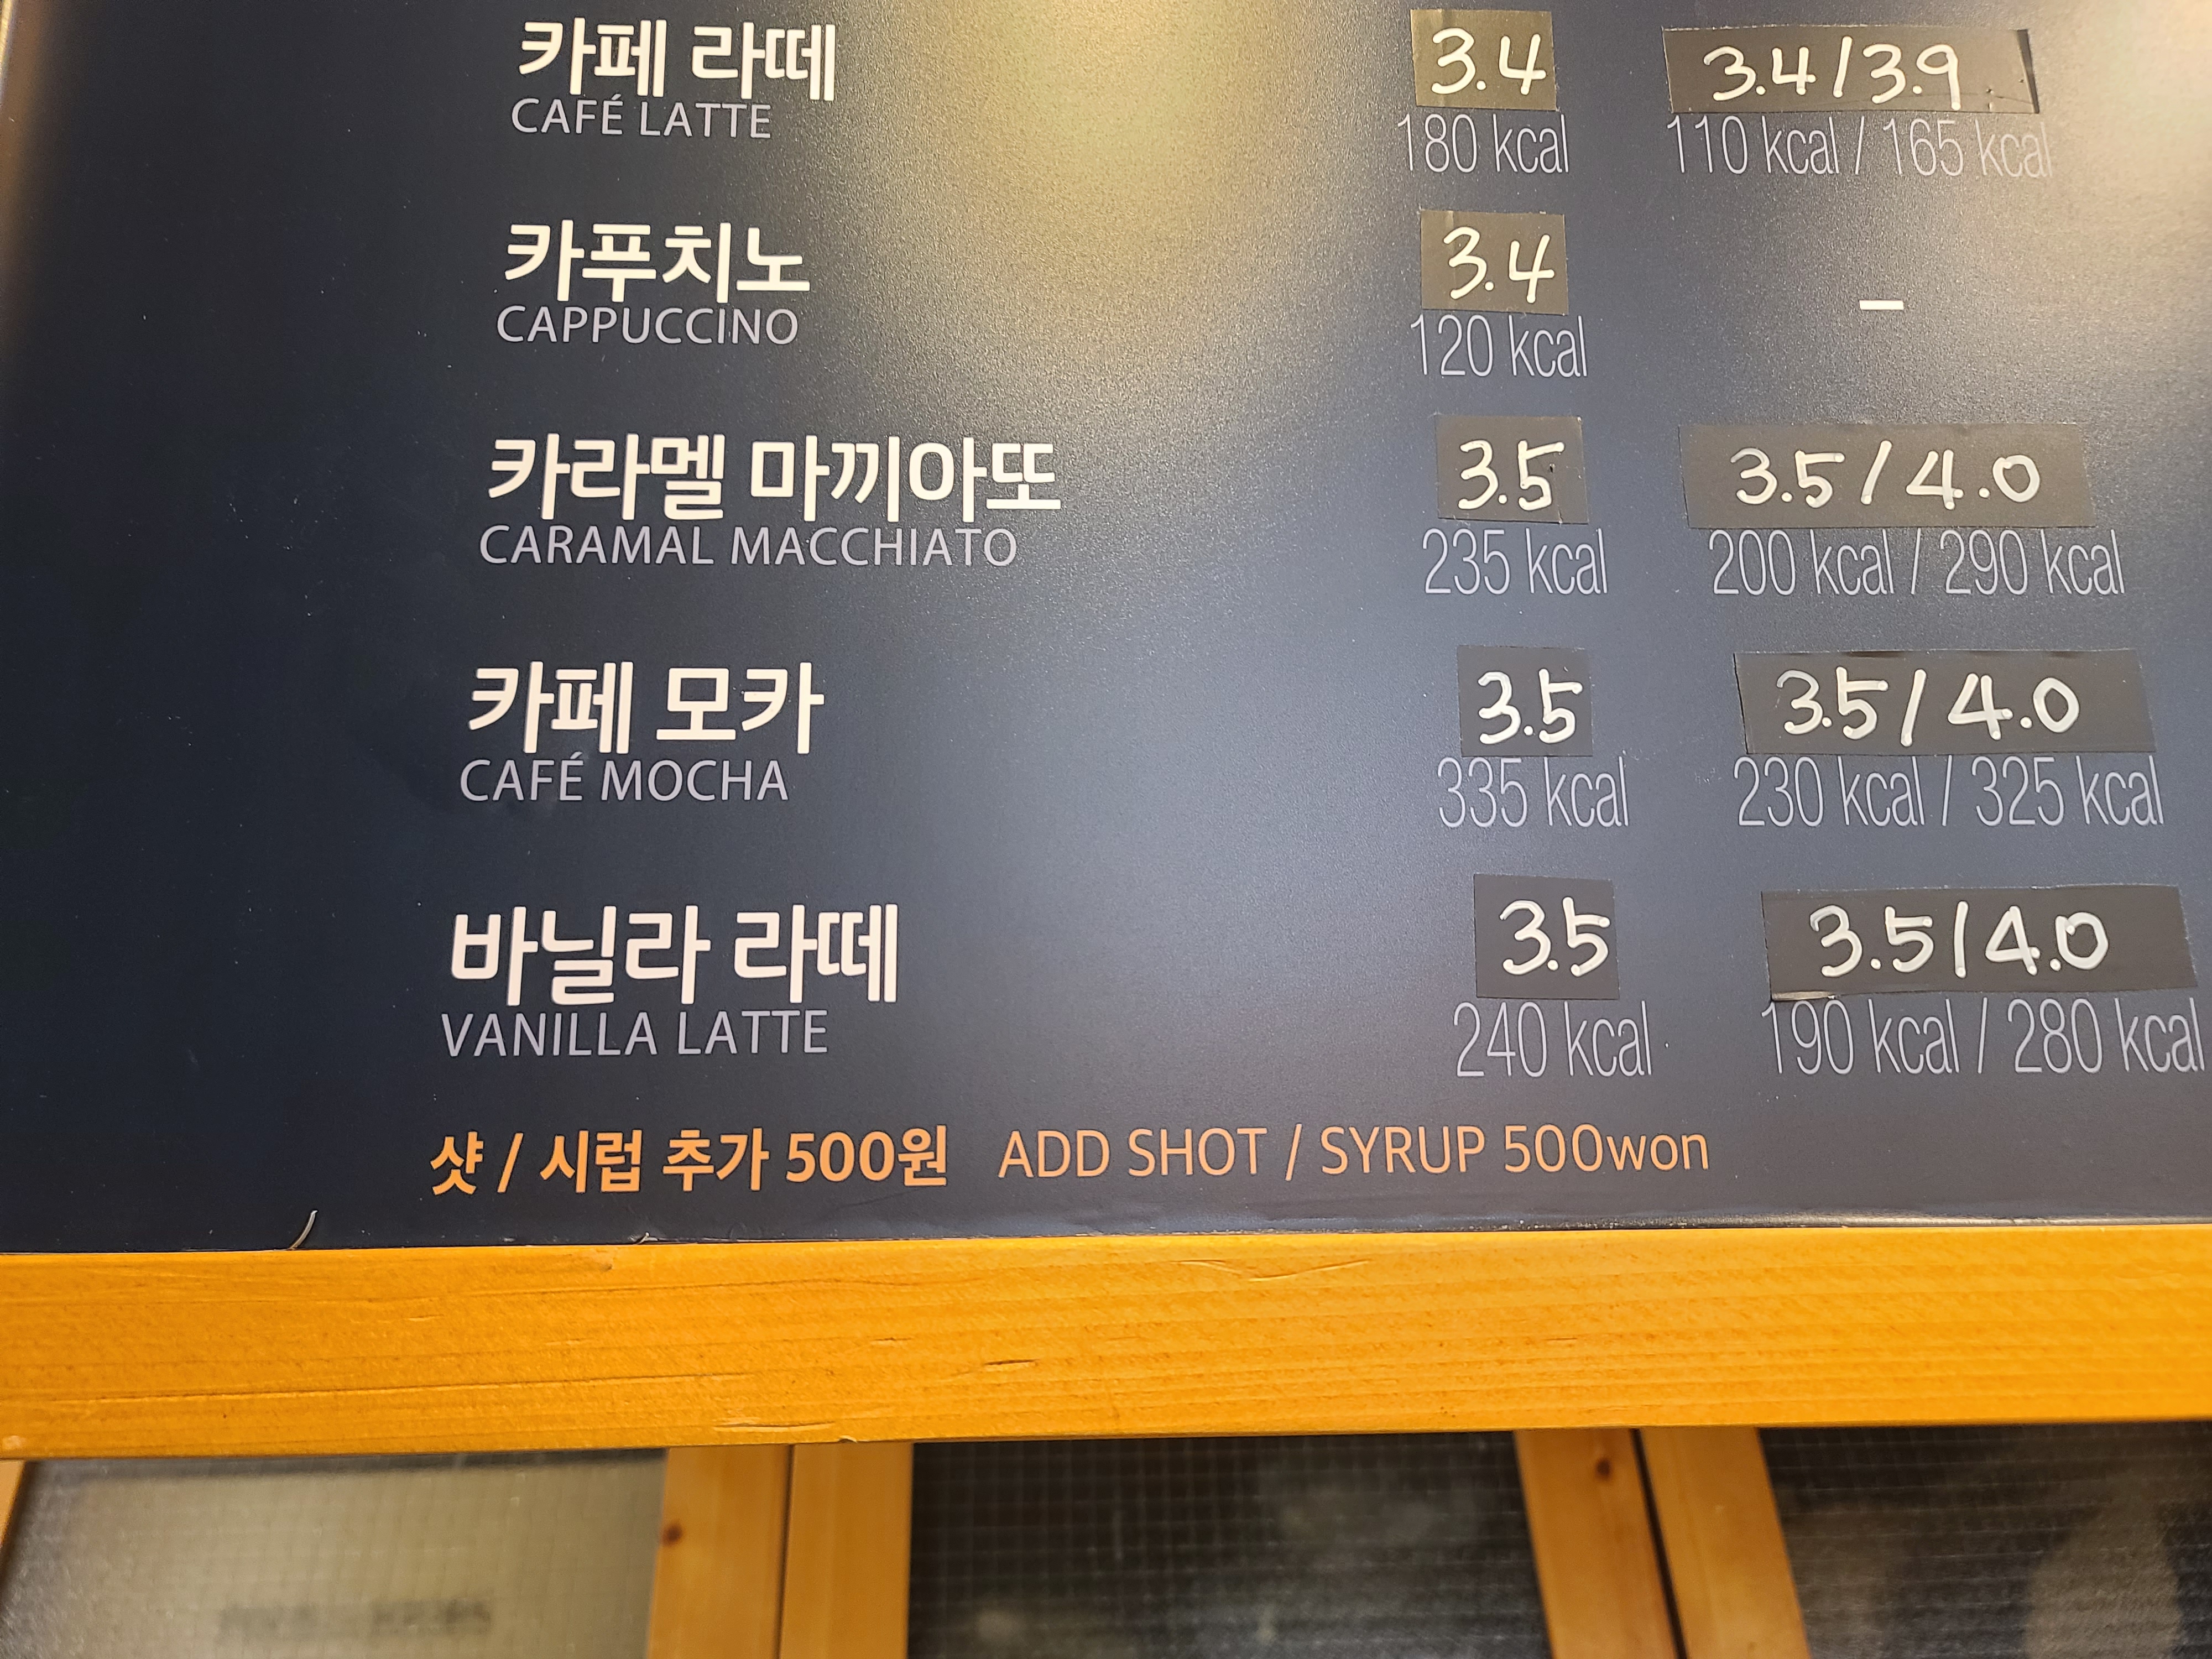 카페 라떼 3.4 3.4/3.9
CAFÉ LATTE 180 kcal 110 kcal / 165 kcal
카푸치노 3.4 –
CAPPUCCINO 120 kcal
카라멜 마끼아또 3.5 3.5/4.0
CARAMAL MACCHIATO 235 kcal 200 kcal / 290 kcal
카페 모카 3.5 3.5/4.0
CAFÉ MOCHA 335 kcal 230 kcal / 325 kcal
바닐라 라떼 3.5 3.5/4.0
VANILLA LATTE 240 kcal 190 kcal / 280 kcal
샷 / 시럽 추가 500원 ADD SHOT / SYRUP 500won